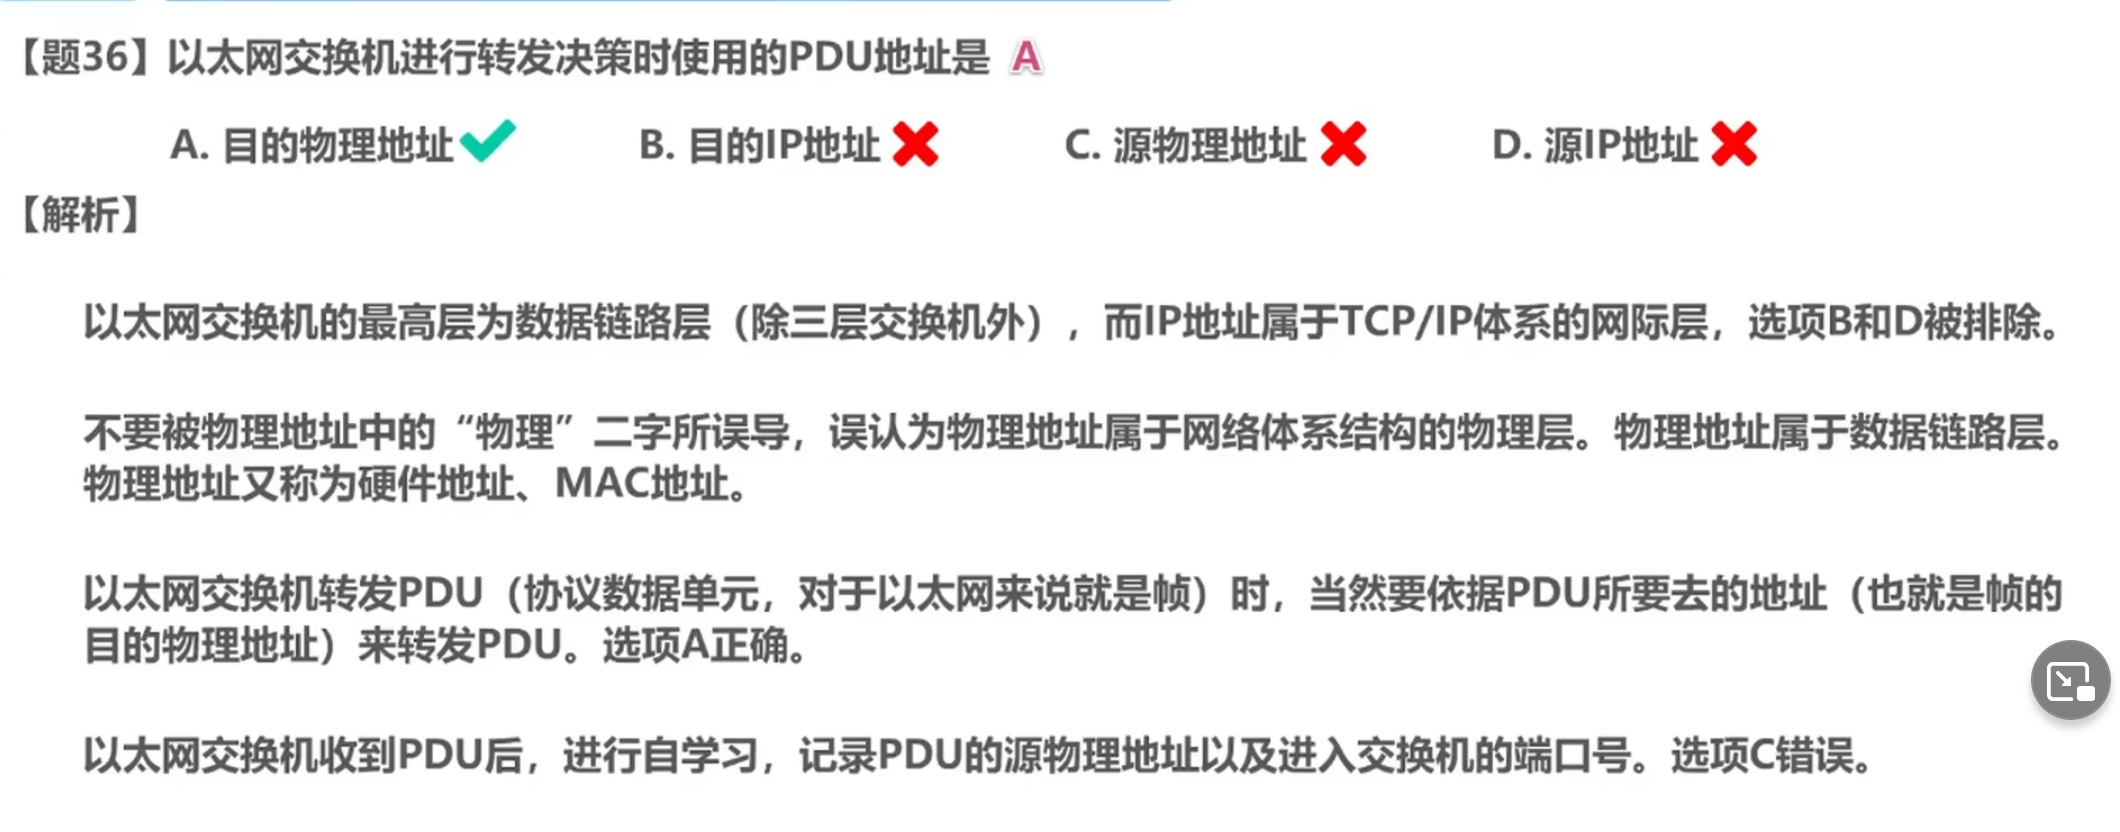 【题36】以太网交换机进行转发决策时使用的PDU地址是 A
A. 目的物理地址 B. 目的IP地址 C. 源物理地址 D. 源IP地址
【解析】
以太网交换机的最高层为数据链路层（除三层交换机外），而IP地址属于TCP/IP体系的网际层，选项B和D被排除。
不要被物理地址中的“物理”二字所误导，误认为物理地址属于网络体系结构的物理层。物理地址属于数据链路层。
物理地址又称为硬件地址、MAC地址。
以太网交换机转发PDU（协议数据单元，对于以太网来说就是帧）时，当然要依据PDU所要去的地址（也就是帧的
目的物理地址）来转发PDU。选项A正确。
以太网交换机收到PDU后，进行自学习，记录PDU的源物理地址以及进入交换机的端口号。选项C错误。